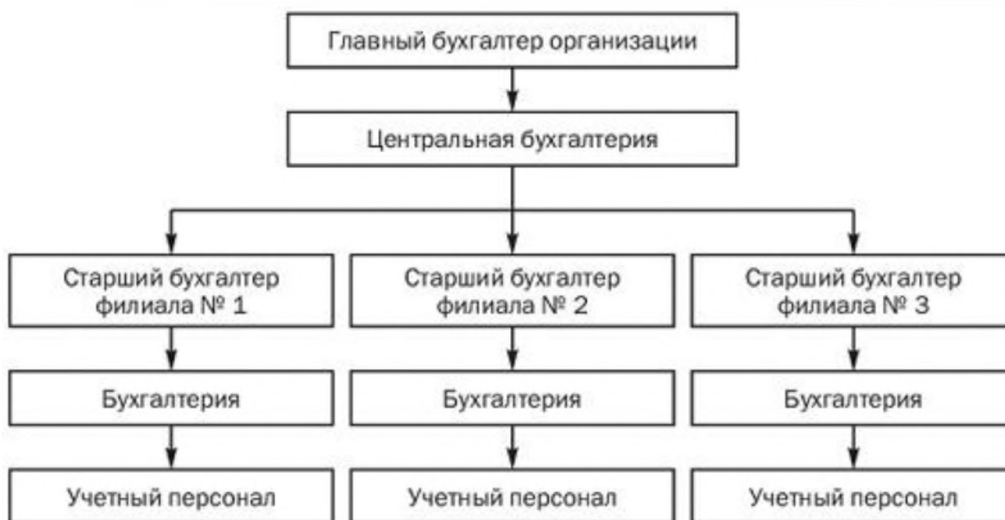 Главный бухгалтер организации
Центральная бухгалтерия
Старший бухгалтер
филиала № 1
Старший бухгалтер
филиала № 2
Старший бухгалтер
филиала № 3
Бухгалтерия
Бухгалтерия
Бухгалтерия
Учетный персонал
Учетный персонал
Учетный персонал